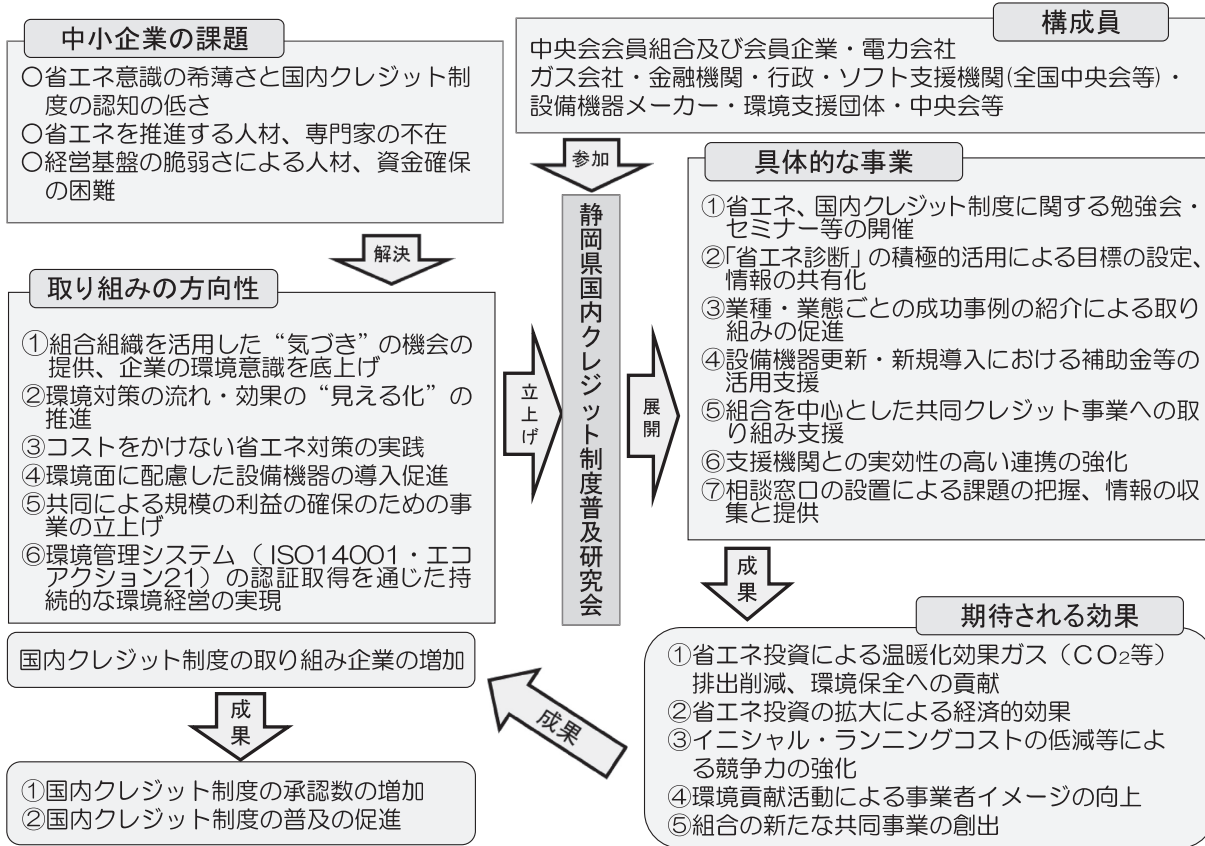 中小企業の課題
○省エネ意識の希薄さと国内クレジット制
度の認知の低さ
○省エネを推進する人材、専門家の不在
○経営基盤の脆弱さによる人材、資金確保
の困難
構成員
中央会会員組合及び会員企業・電力会社
ガス会社・金融機関・行政・ソフト支援機関(全国中央会等)・
設備機器メーカー・環境支援団体・中央会等
解決
参加
取り組みの方向性
①組合組織を活用した“気づき”の機会の
提供、企業の環境意識を底上げ
②環境対策の流れ・効果の“見える化”の
推進
③コストをかけない省エネ対策の実践
④環境面に配慮した設備機器の導入促進
⑤共同による規模の利益の確保のための事
業の立上げ
⑥環境管理システム（ISO14001・エコ
アクション21）の認証取得を通じた持
続的な環境経営の実現
立上げ
静岡県国内クレジット制度普及研究会
展開
具体的な事業
①省エネ、国内クレジット制度に関する勉強会・
セミナー等の開催
②「省エネ診断」の積極的活用による目標の設定、
情報の共有化
③業種・業態ごとの成功事例の紹介による取り
組みの促進
④設備機器更新・新規導入における補助金等の
活用支援
⑤組合を中心とした共同クレジット事業への取
り組み支援
⑥支援機関との実効性の高い連携の強化
⑦相談窓口の設置による課題の把握、情報の収
集と提供
成果
期待される効果
①省エネ投資による温暖化効果ガス（CO₂等）
排出削減、環境保全への貢献
②省エネ投資の拡大による経済的効果
③イニシャル・ランニングコストの低減等によ
る競争力の強化
④環境貢献活動による事業者イメージの向上
⑤組合の新たな共同事業の創出
成果
国内クレジット制度の取り組み企業の増加
成果
①国内クレジット制度の承認数の増加
②国内クレジット制度の普及の促進